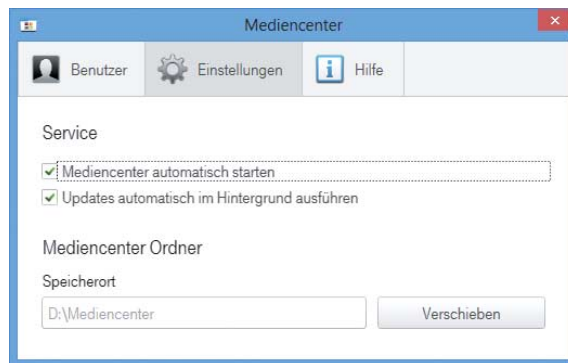 Mediencenter
Benutzer Einstellungen Hilfe
Service
Mediencenter automatisch starten
Updates automatisch im Hintergrund ausführen
Mediencenter Ordner
Speicherort
D:\Mediencenter Verschieben